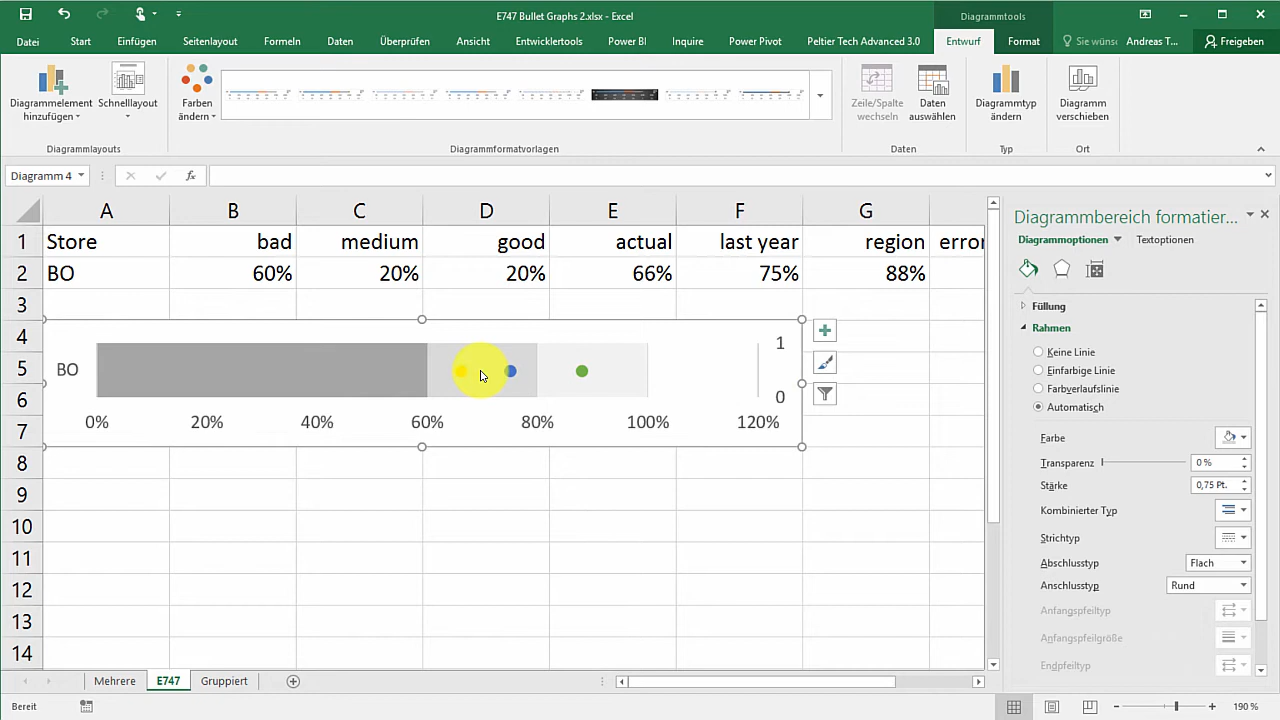 E747 Bullet Graphs 2.xlsx - Excel
Diagrammtools
Datei Start Einfügen Seitenlayout Formeln Daten Überprüfen Ansicht Entwicklertools Power BI Inquire Power Pivot Peltier Tech Advanced 3.0 Entwurf Format Sie wüns Andreas T... Freigeben
Diagrammelement hinzufügen
Schnelllayout
Farben ändern
Zeile/Spalte wechseln
Daten auswählen
Diagrammtyp ändern
Diagramm verschieben
Diagrammlayouts Diagrammformatvorlagen Daten Typ Ort
Diagramm 4 fx
A B C D E F G
1 Store bad medium good actual last year region error
2 BO 60% 20% 20% 66% 75% 88%
3
4
5
6
7
8
9
10
11
12
13
14
1
BO
0
0% 20% 40% 60% 80% 100% 120%
Diagrammbereich formatier...
Diagrammoptionen Textoptionen
Füllung
Rahmen
Keine Linie
Einfarbige Linie
Farbverlaufslinie
Automatisch
Farbe
Transparenz 0 %
Stärke 0,75 Pt.
Kombinierter Typ
Strichtyp
Abschlusstyp Flach
Anschlusstyp Rund
Anfangspfeiltyp
Anfangspfeilgröße
Endpfeiltyp
Mehrere E747 Gruppiert
Bereit 190 %